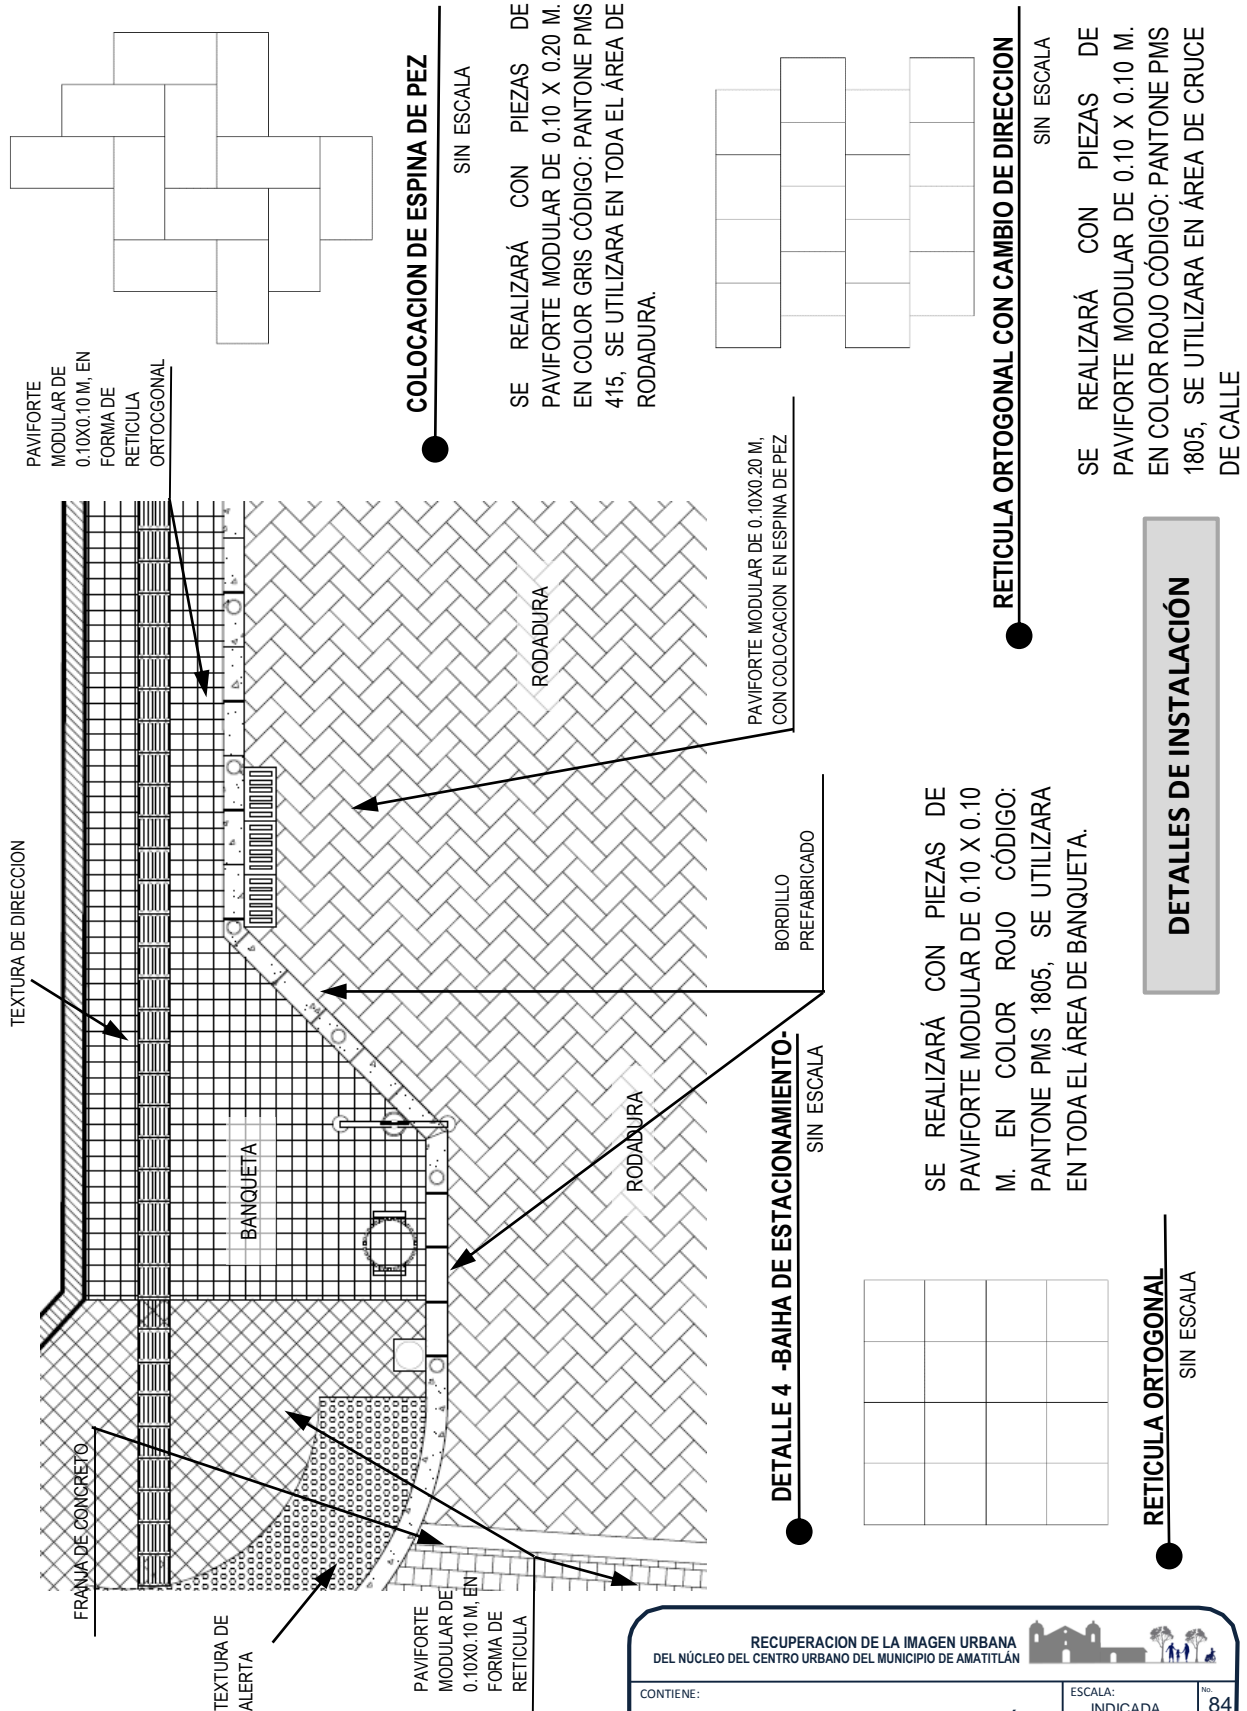 TEXTURA DE DIRECCION
PAVIFORTE
MODULAR DE
0.10X0.10 M, EN
FORMA DE
RETICULA
ORTOCGONAL
FRANJA DE CONCRETO
BANQUETA
RODADURA
RODADURA
TEXTURA DE
ALERTA
PAVIFORTE
MODULAR DE
0.10X0.10 M, EN
FORMA DE
RETICULA
PAVIFORTE MODULAR DE 0.10X0.20 M,
CON COLOCACION EN ESPINA DE PEZ
BORDILLO
PREFABRICADO
DETALLE 4 -BAIHA DE ESTACIONAMIENTO-
SIN ESCALA
COLOCACION DE ESPINA DE PEZ
SIN ESCALA
SE REALIZARÁ CON PIEZAS DE
PAVIFORTE MODULAR DE 0.10 X 0.20 M.
EN COLOR GRIS CÓDIGO: PANTONE PMS
415, SE UTILIZARA EN TODA EL ÁREA DE
RODADURA.
RETICULA ORTOGONAL CON CAMBIO DE DIRECCION
SIN ESCALA
SE REALIZARÁ CON PIEZAS DE
PAVIFORTE MODULAR DE 0.10 X 0.10 M.
EN COLOR ROJO CÓDIGO: PANTONE PMS
1805, SE UTILIZARA EN ÁREA DE CRUCE
DE CALLE
SE REALIZARÁ CON PIEZAS DE
PAVIFORTE MODULAR DE 0.10 X 0.10
M. EN COLOR ROJO CÓDIGO:
PANTONE PMS 1805, SE UTILIZARA
EN TODA EL ÁREA DE BANQUETA.
RETICULA ORTOGONAL
SIN ESCALA
DETALLES DE INSTALACIÓN
RECUPERACION DE LA IMAGEN URBANA
DEL NÚCLEO DEL CENTRO URBANO DEL MUNICIPIO DE AMATITLÁN
CONTIENE:
ESCALA:
INDICADA
No.
84